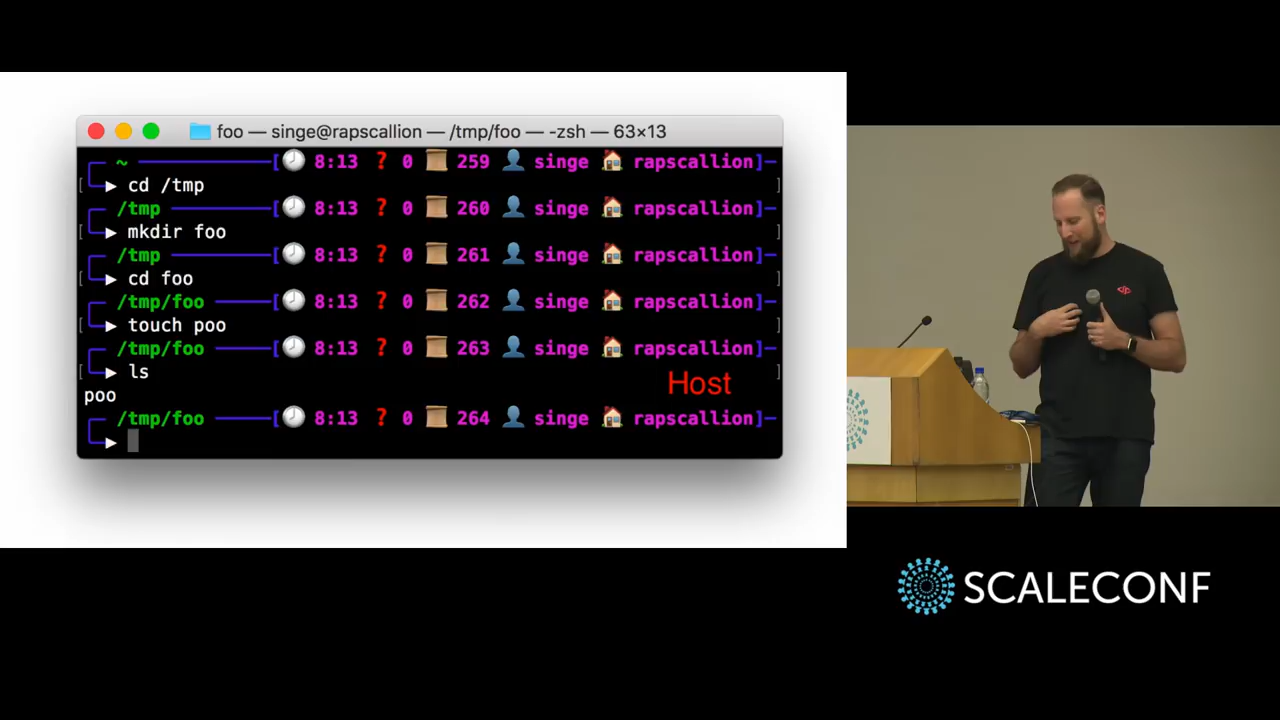 foo — singe@rapscallion — /tmp/foo — -zsh — 63×13
~ [ 8:13 ? 0 259 singe rapscallion]
cd /tmp
/tmp [ 8:13 ? 0 260 singe rapscallion]
mkdir foo
/tmp [ 8:13 ? 0 261 singe rapscallion]
cd foo
/tmp/foo [ 8:13 ? 0 262 singe rapscallion]
touch poo
/tmp/foo [ 8:13 ? 0 263 singe rapscallion]
ls
poo
Host
/tmp/foo [ 8:13 ? 0 264 singe rapscallion]
SCALECONF